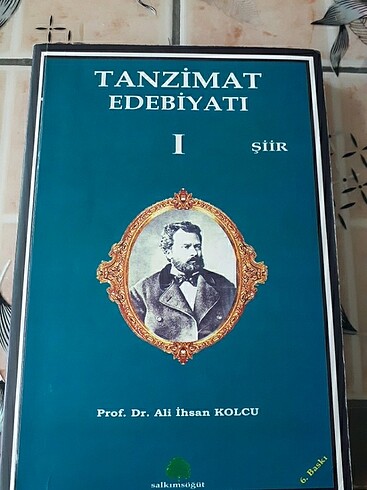 TANZİMAT
EDEBİYATI
I
ŞİİR
Prof. Dr. Ali İhsan KOLCU
6. Baskı
salkımsöğüt